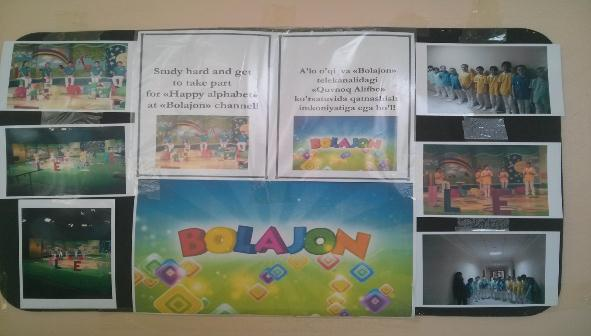 Study hard and get
to take part
for «Happy alphabet»
at «Bolajon» channel!
A'lo o'qi va «Bolajon»
telekanalidagi
«Quvnoq Alifbo»
ko'rsatuvida qatnashish
imkoniyatiga ega bo'l!
BOLAJON
BOLAJON